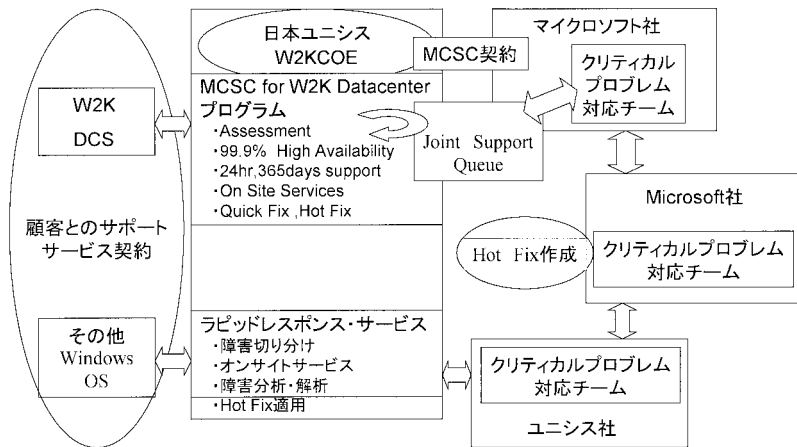 日本ユニシス
W2KCOE
MCSC契約
マイクロソフト社
クリティカル
プロブレム
対応チーム
W2K
DCS
MCSC for W2K Datacenter
プログラム
・Assessment
・99.9% High Availability
・24hr,365days support
・On Site Services
・Quick Fix ,Hot Fix
Joint Support
Queue
顧客とのサポート
サービス契約
Microsoft社
Hot Fix作成
クリティカルプロブレム
対応チーム
その他
Windows
OS
ラピッドレスポンス・サービス
・障害切り分け
・オンサイトサービス
・障害分析・解析
・Hot Fix適用
クリティカルプロブレム
対応チーム
ユニシス社